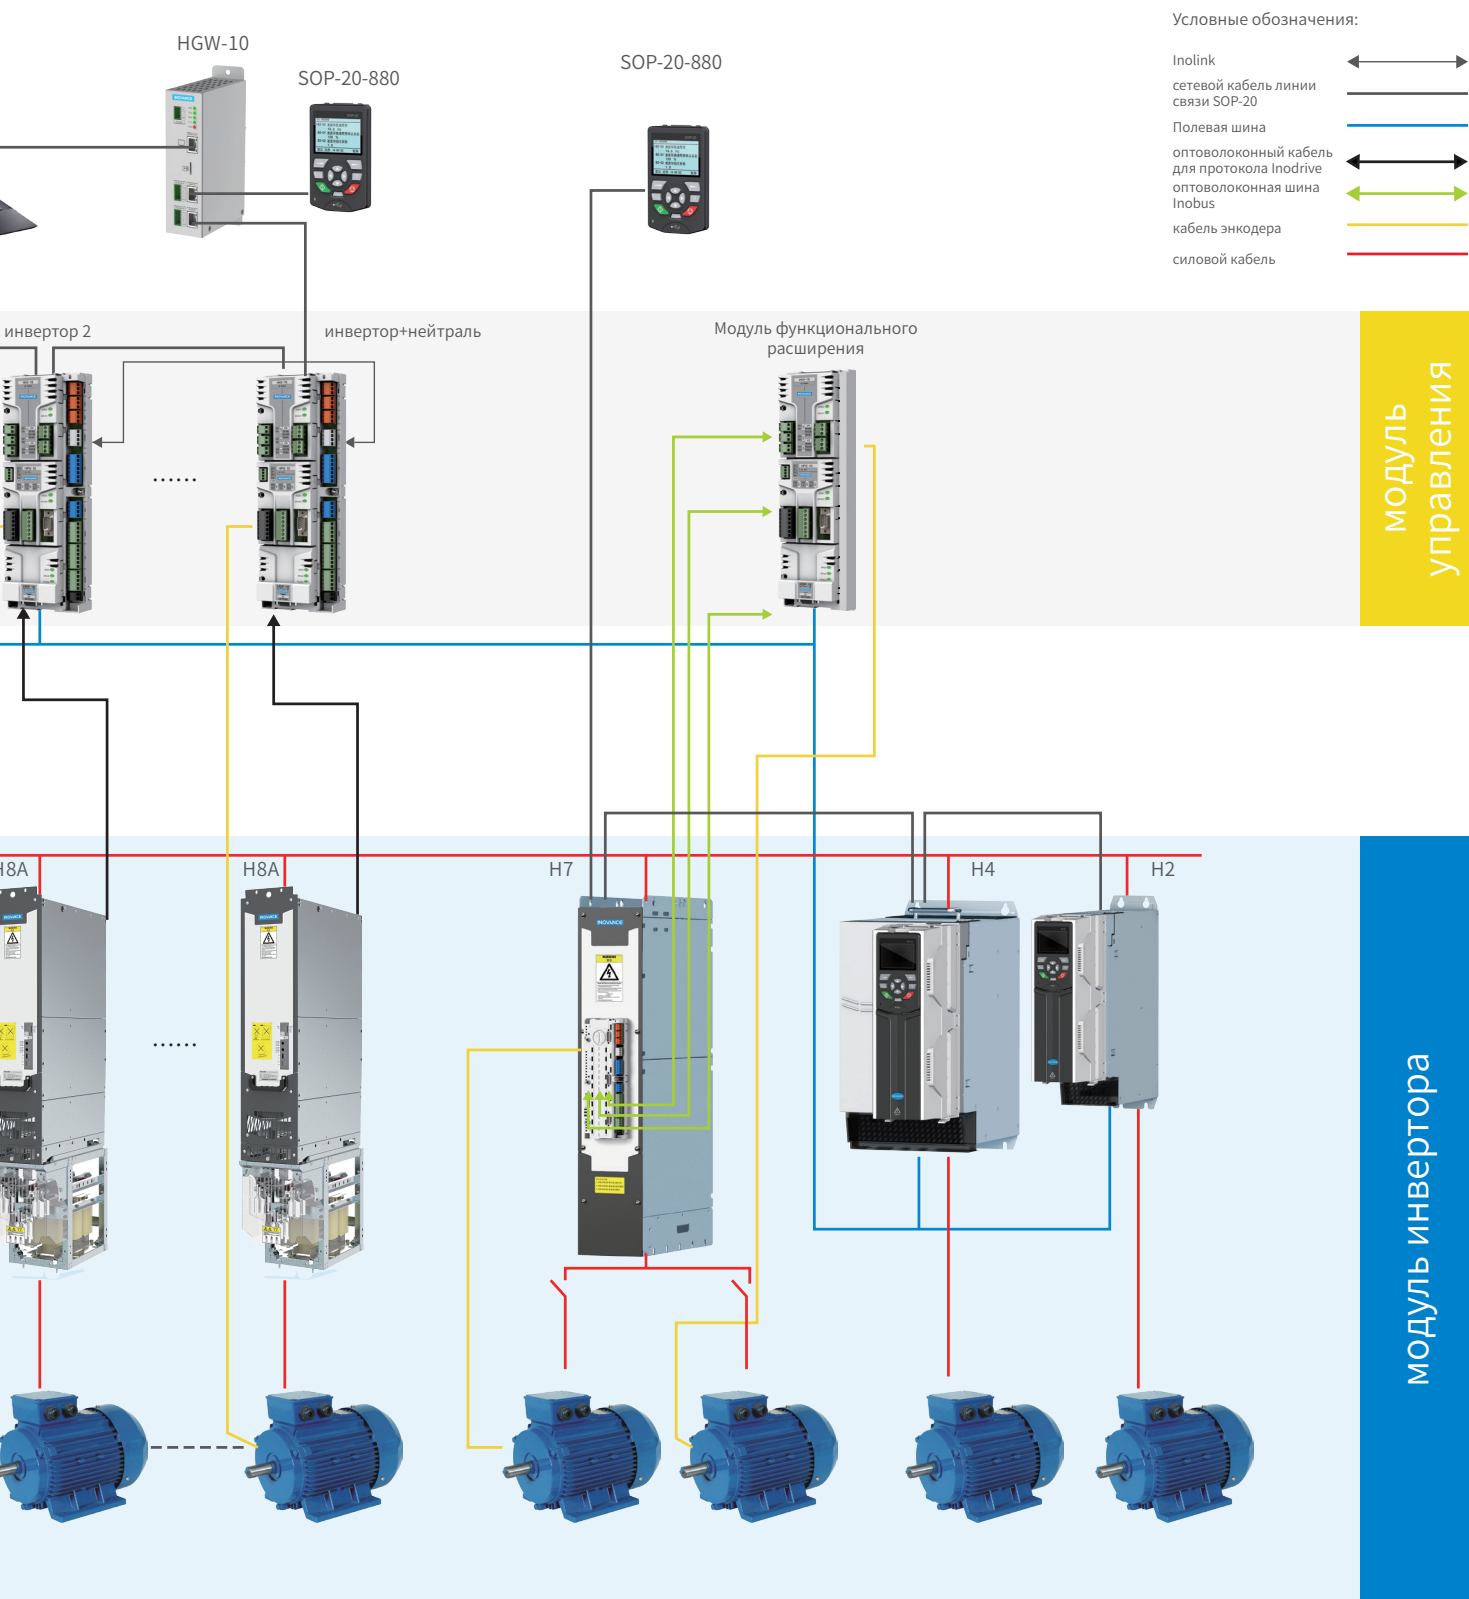 HGW-10
SOP-20-880
SOP-20-880
Условные обозначения:
Inolink
сетевой кабель линии
связи SOP-20
Полевая шина
оптоволоконный кабель
для протокола Inodrive
оптоволоконная шина
Inobus
кабель энкодера
силовой кабель
инвертор 2
инвертор+нейтраль
Модуль функционального
расширения
модуль
управления
......
H8A
H8A
H7
H4
H2
INOVANCE
......
модуль инвертора